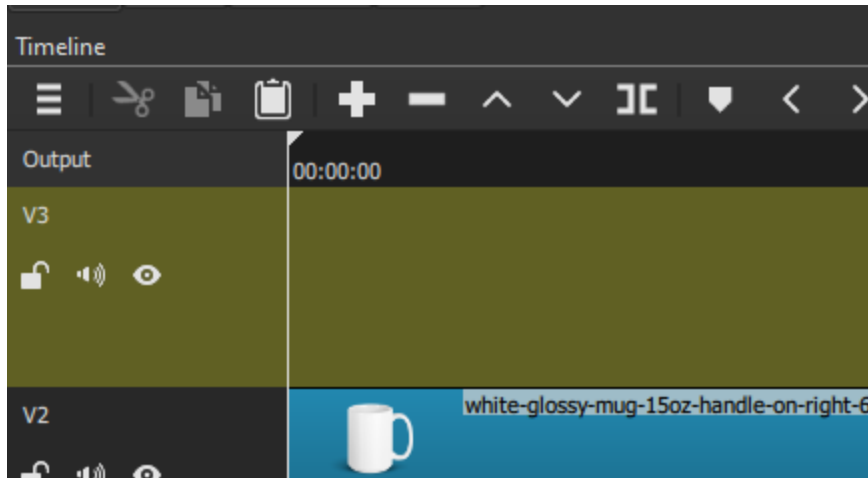 Timeline
Output
00:00:00
V3
V2
white-glossy-mug-15oz-handle-on-right-6